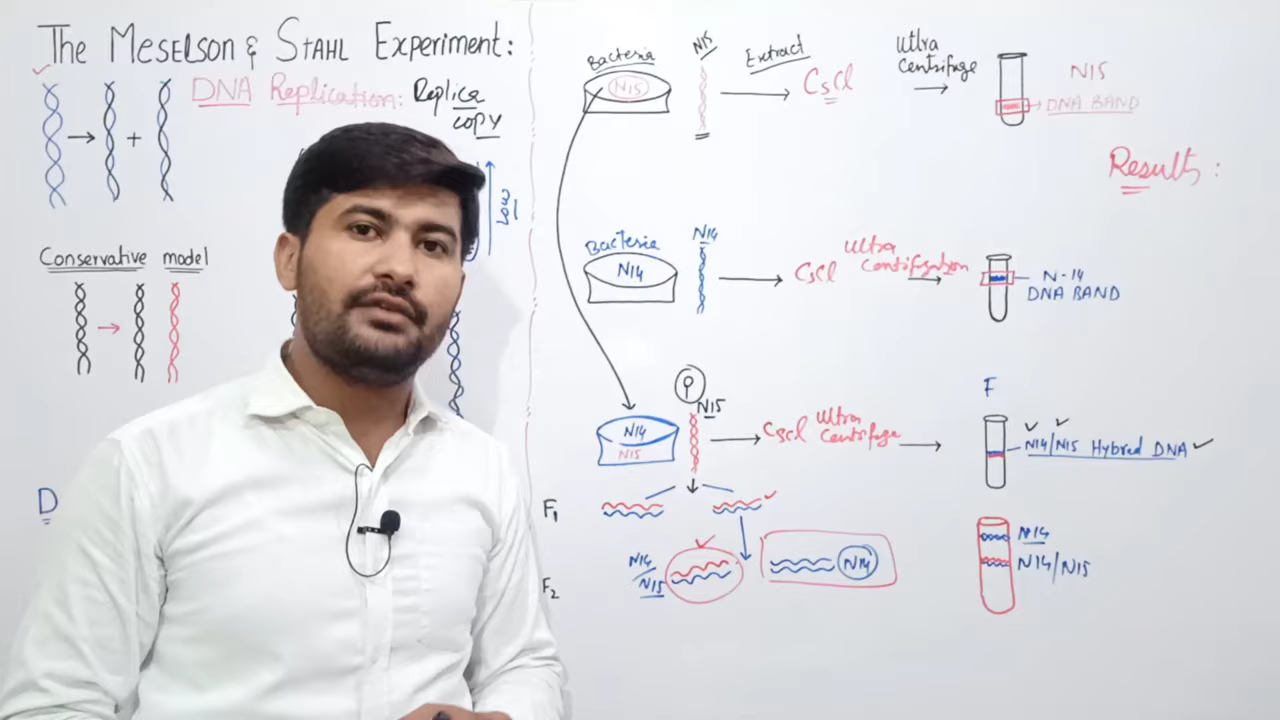 The Meselson & Stahl Experiment:
DNA Replication: Replica
copy
Low
Conservative model
D
Bacteria
N15
N15
Extract
CsCl
Ultra
Centrifuge
N15
DNA BAND
Results:
Bacteria
N14
N14
CsCl
Ultra
Centifization
N-14
DNA BAND
P
N15
N14
N15
Cscl
Ultra
Centrifuge
F
N14/N15 Hybred DNA
F1
F2
N14
N15
N14
N14
N14/N15